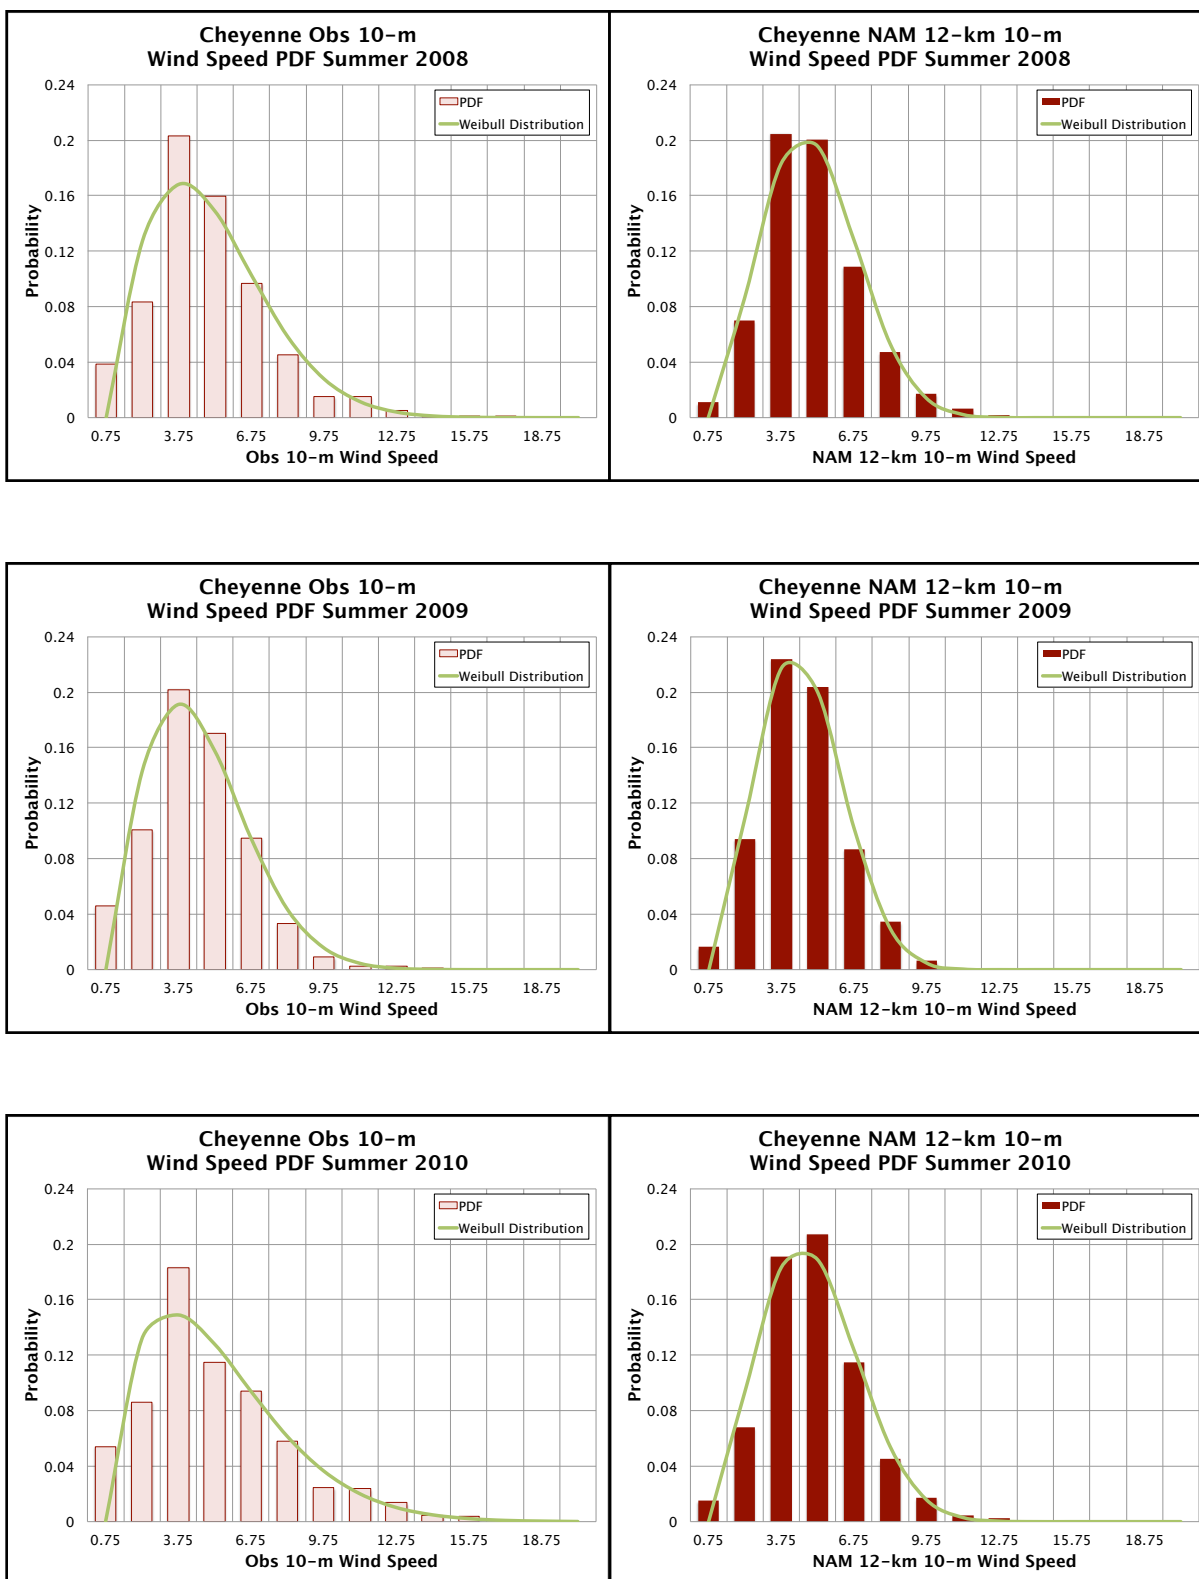 Cheyenne Obs 10-m
Wind Speed PDF Summer 2008
0.24
0.2
0.16
0.12
0.08
0.04
0
Probability
PDF
Weibull Distribution
0.75 3.75 6.75 9.75 12.75 15.75 18.75
Obs 10-m Wind Speed
Cheyenne NAM 12-km 10-m
Wind Speed PDF Summer 2008
0.24
0.2
0.16
0.12
0.08
0.04
0
Probability
PDF
Weibull Distribution
0.75 3.75 6.75 9.75 12.75 15.75 18.75
NAM 12-km 10-m Wind Speed
Cheyenne Obs 10-m
Wind Speed PDF Summer 2009
0.24
0.2
0.16
0.12
0.08
0.04
0
Probability
PDF
Weibull Distribution
0.75 3.75 6.75 9.75 12.75 15.75 18.75
Obs 10-m Wind Speed
Cheyenne NAM 12-km 10-m
Wind Speed PDF Summer 2009
0.24
0.2
0.16
0.12
0.08
0.04
0
Probability
PDF
Weibull Distribution
0.75 3.75 6.75 9.75 12.75 15.75 18.75
NAM 12-km 10-m Wind Speed
Cheyenne Obs 10-m
Wind Speed PDF Summer 2010
0.24
0.2
0.16
0.12
0.08
0.04
0
Probability
PDF
Weibull Distribution
0.75 3.75 6.75 9.75 12.75 15.75 18.75
Obs 10-m Wind Speed
Cheyenne NAM 12-km 10-m
Wind Speed PDF Summer 2010
0.24
0.2
0.16
0.12
0.08
0.04
0
Probability
PDF
Weibull Distribution
0.75 3.75 6.75 9.75 12.75 15.75 18.75
NAM 12-km 10-m Wind Speed